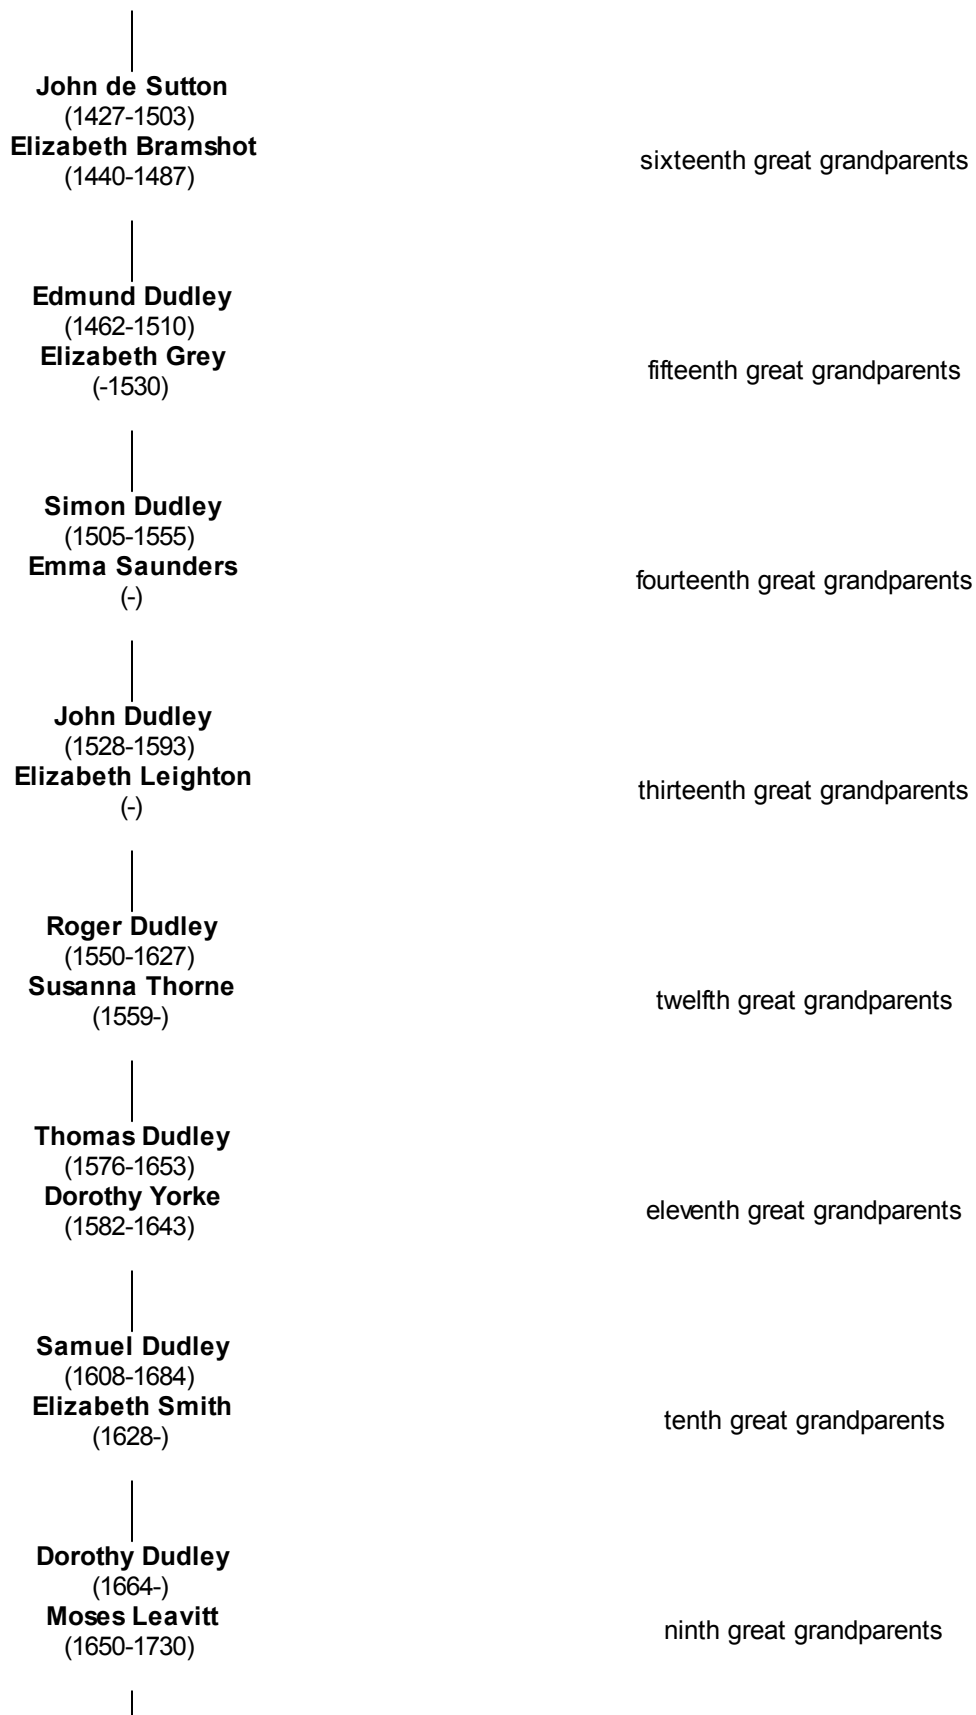 John de Sutton
(1427-1503)
Elizabeth Bramshot
(1440-1487)
sixteenth great grandparents
Edmund Dudley
(1462-1510)
Elizabeth Grey
(-1530)
fifteenth great grandparents
Simon Dudley
(1505-1555)
Emma Saunders
(-)
fourteenth great grandparents
John Dudley
(1528-1593)
Elizabeth Leighton
(-)
thirteenth great grandparents
Roger Dudley
(1550-1627)
Susanna Thorne
(1559-)
twelfth great grandparents
Thomas Dudley
(1576-1653)
Dorothy Yorke
(1582-1643)
eleventh great grandparents
Samuel Dudley
(1608-1684)
Elizabeth Smith
(1628-)
tenth great grandparents
Dorothy Dudley
(1664-)
Moses Leavitt
(1650-1730)
ninth great grandparents